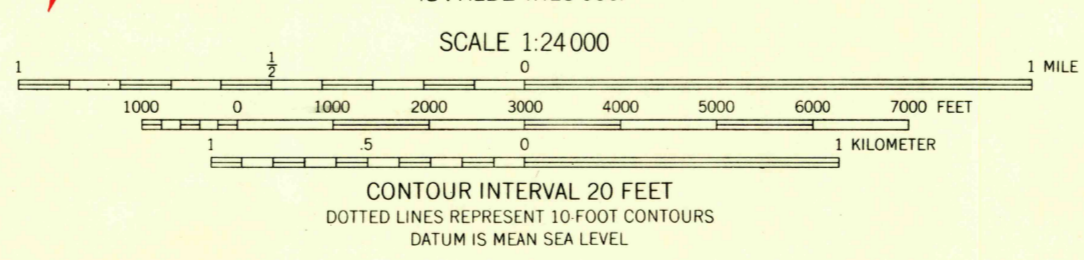 SCALE 1:24 000
1 ½ 0 1 MILE
1000 0 1000 2000 3000 4000 5000 6000 7000 FEET
1 .5 0 1 KILOMETER
CONTOUR INTERVAL 20 FEET
DOTTED LINES REPRESENT 10-FOOT CONTOURS
DATUM IS MEAN SEA LEVEL